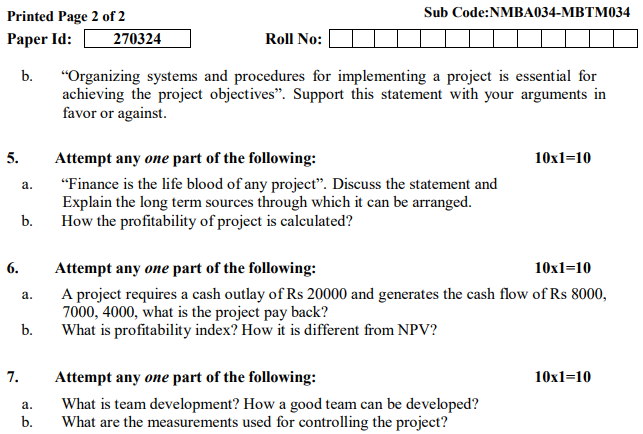 Printed Page 2 of 2 Sub Code:NMBA034-MBTM034
Paper Id: 270324 Roll No:
b. “Organizing systems and procedures for implementing a project is essential for
achieving the project objectives”. Support this statement with your arguments in
favor or against.
5. Attempt any one part of the following: 10x1=10
a. “Finance is the life blood of any project”. Discuss the statement and
Explain the long term sources through which it can be arranged.
b. How the profitability of project is calculated?
6. Attempt any one part of the following: 10x1=10
a. A project requires a cash outlay of Rs 20000 and generates the cash flow of Rs 8000,
7000, 4000, what is the project pay back?
b. What is profitability index? How it is different from NPV?
7. Attempt any one part of the following: 10x1=10
a. What is team development? How a good team can be developed?
b. What are the measurements used for controlling the project?